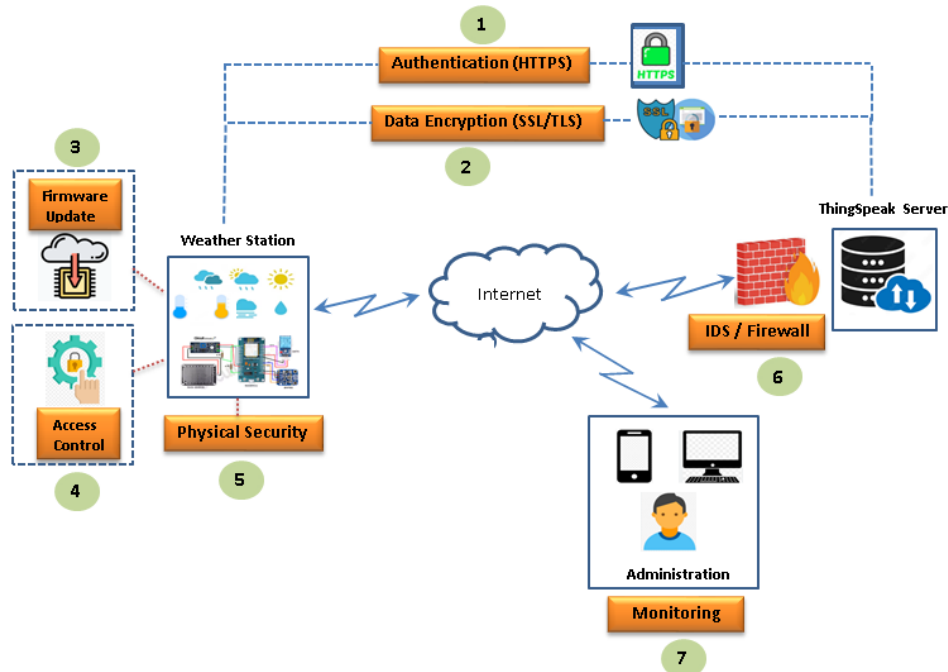 1
Authentication (HTTPS)
HTTPS
Data Encryption (SSL/TLS)
SSL
2
3
Firmware
Update
Weather Station
ThingSpeak Server
Internet
IDS / Firewall
6
Access
Control
4
Physical Security
5
Administration
Monitoring
7